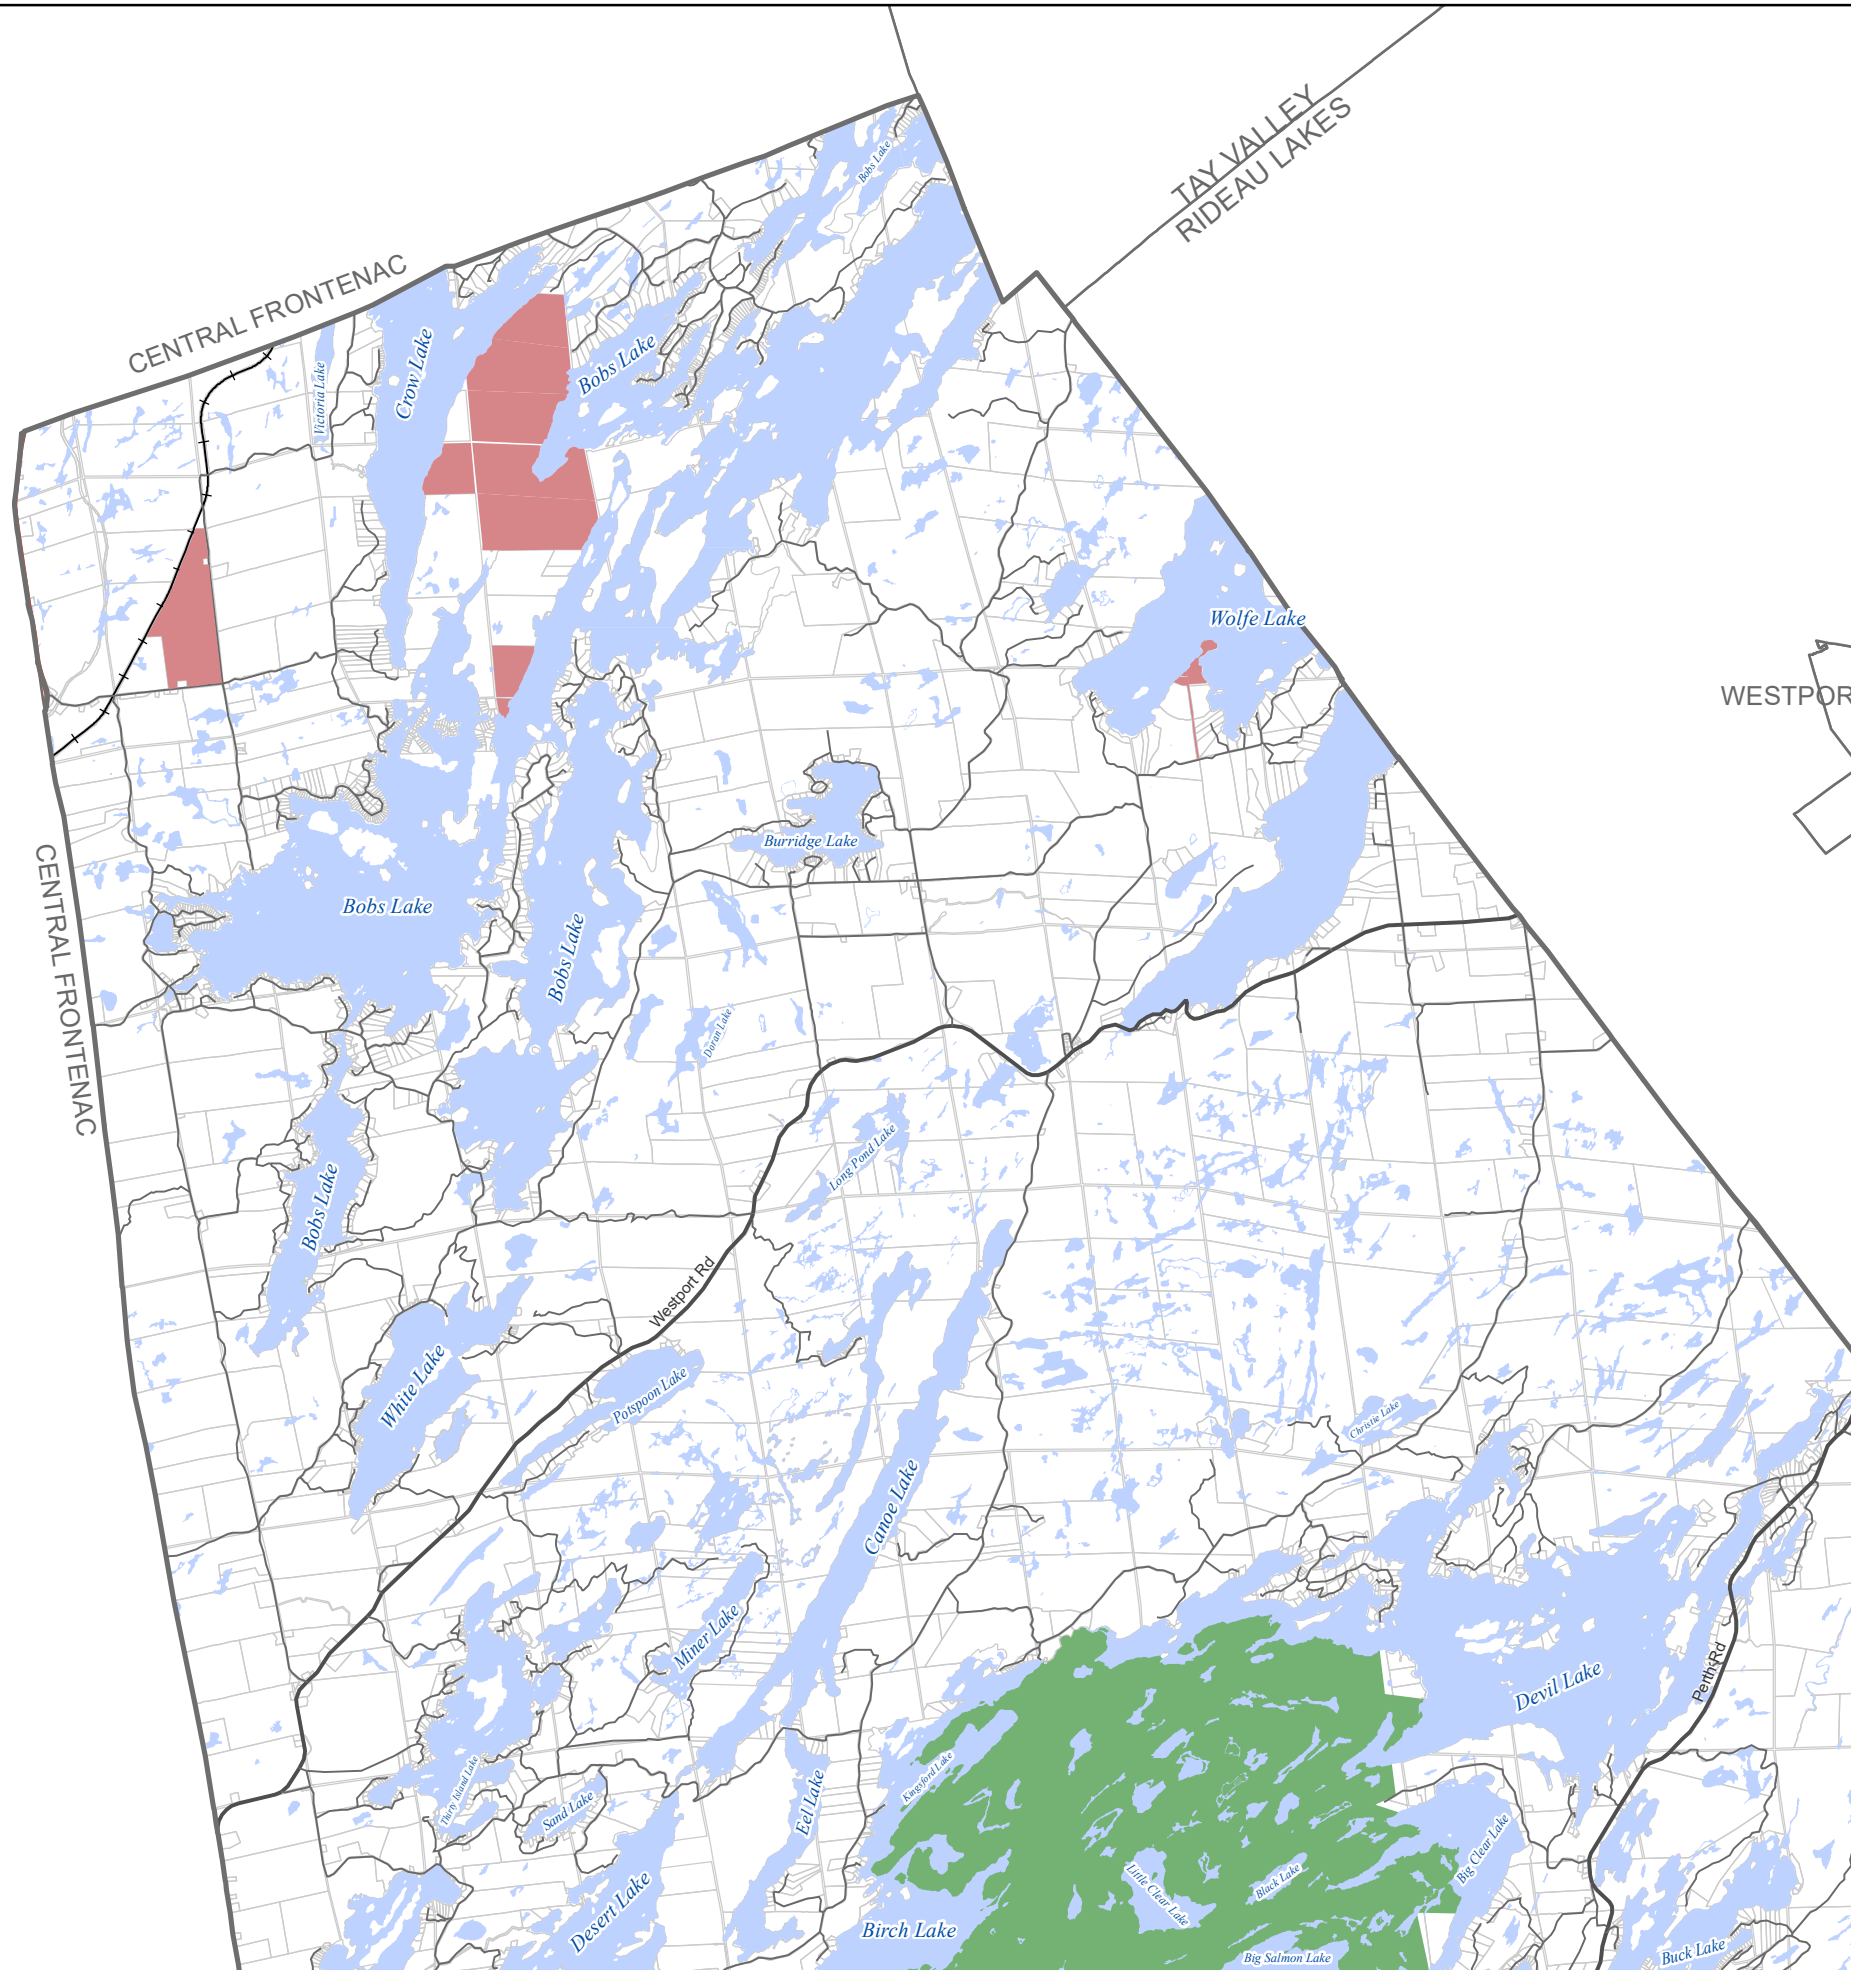 TAY VALLEY
RIDEAU LAKES
Bobs Lake
CENTRAL FRONTENAC
Crow Lake
Bobs Lake
Victoria Lake
Wolfe Lake
WESTPOR
Burridge Lake
Bobs Lake
CENTRAL FRONTENAC
Bobs Lake
Doran Lake
Long Pond Lake
Bobs Lake
Westport Rd
White Lake
Potspoon Lake
Christie Lake
Canoe Lake
Miner Lake
Devil Lake
Perth Rd
Kingsford Lake
Thirty Island Lake
Sand Lake
Eel Lake
Big Clear Lake
Little Clear Lake
Black Lake
Desert Lake
Birch Lake
Big Salmon Lake
Buck Lake